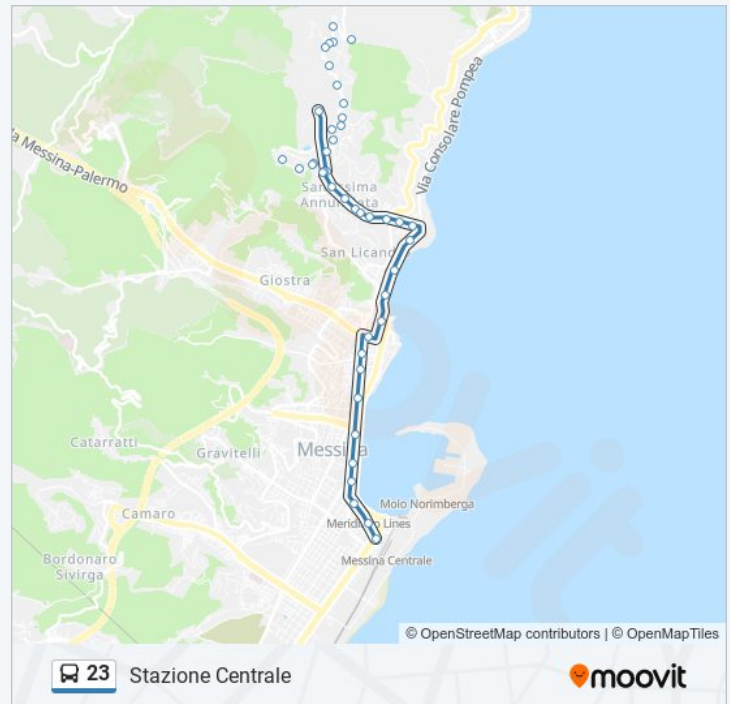 Via Consolare Pompea
a Messina-Palermo
Santissima
Annunziata
San Licandro
Giostra
Catarratti
Gravitelli
Messina
Molo Norimberga
Camaro
Meridiano Lines
Bordonaro
Sivirga
Messina Centrale
© OpenStreetMap contributors | © OpenMapTiles
23 Stazione Centrale
moovit